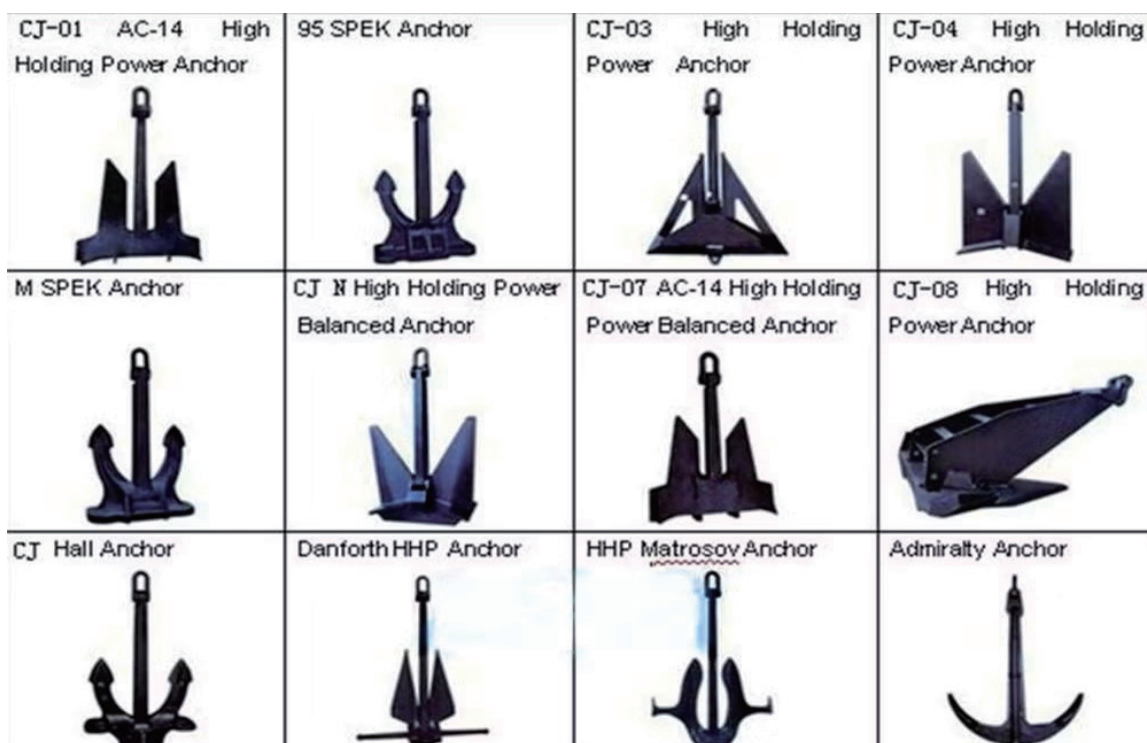 CJ-01 AC-14 High
Holding Power Anchor
95 SPEK Anchor
CJ-03 High Holding
Power Anchor
CJ-04 High Holding
Power Anchor
M SPEK Anchor
CJ N High Holding Power
Balanced Anchor
CJ-07 AC-14 High Holding
Power Balanced Anchor
CJ-08 High Holding
Power Anchor
CJ Hall Anchor
Danforth HHP Anchor
HHP Matrosov Anchor
Admiralty Anchor